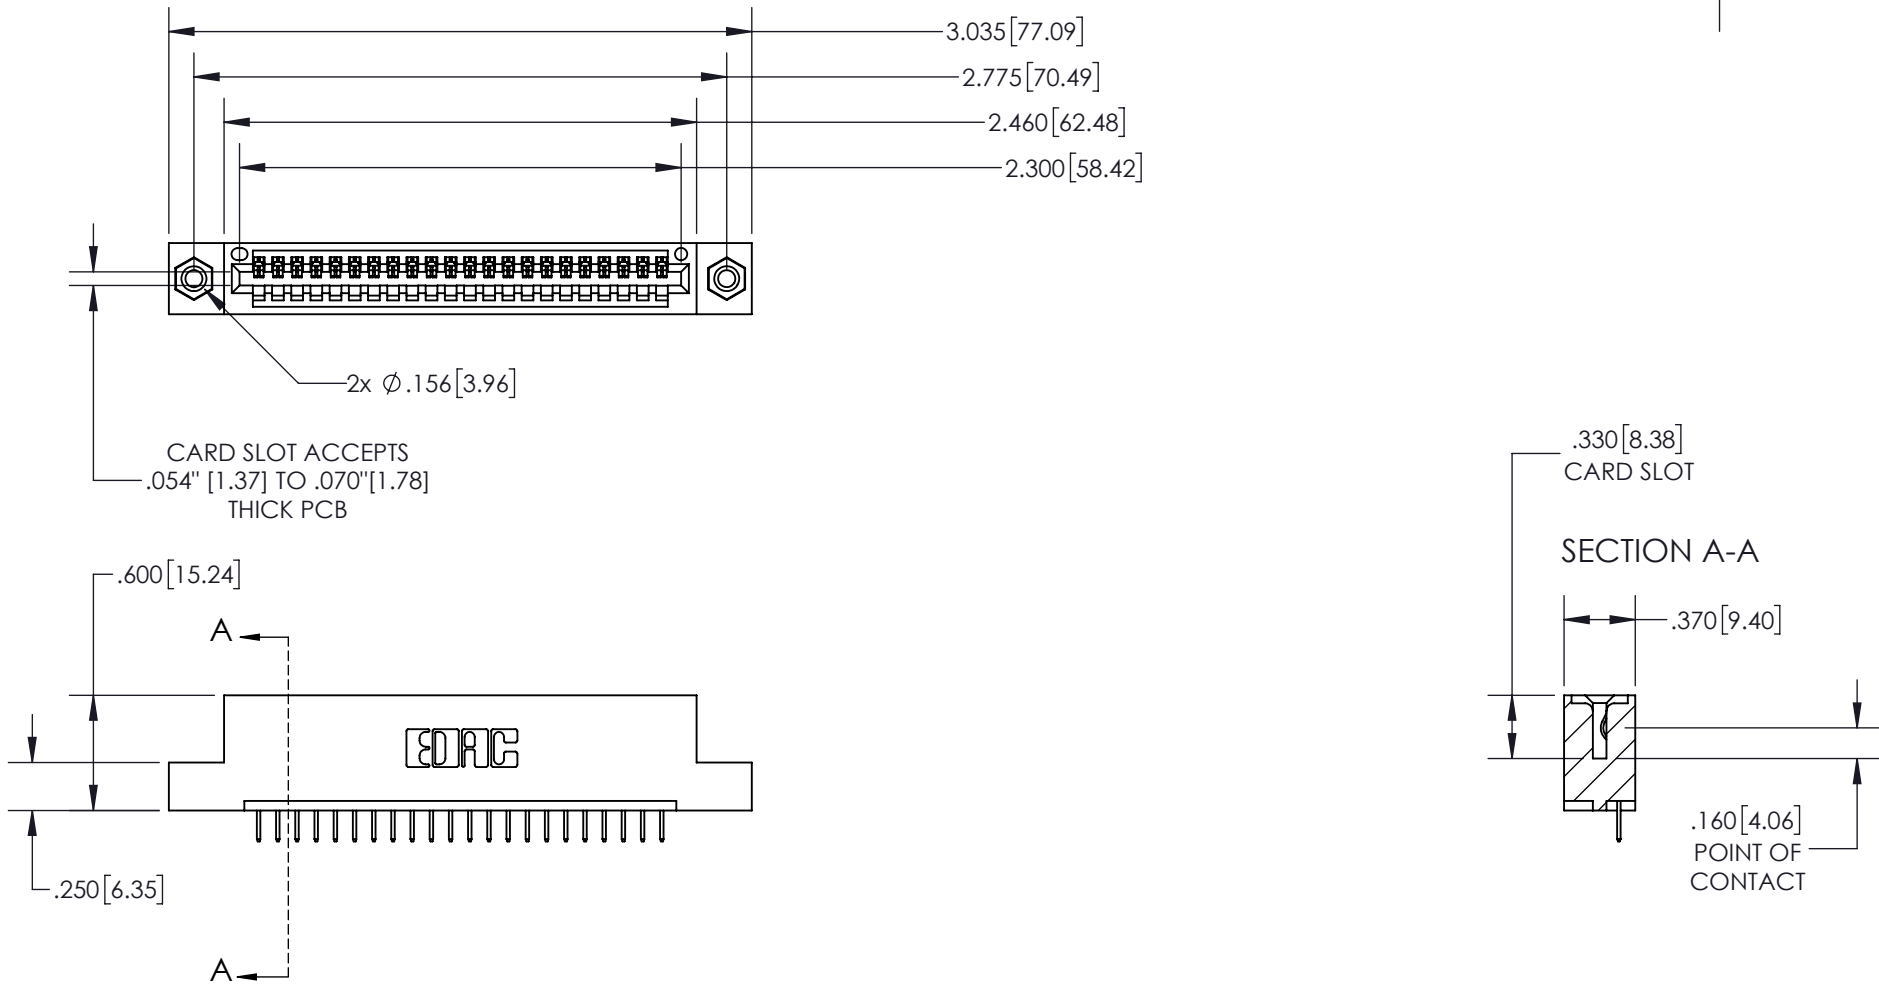 3.035[77.09]
2.775[70.49]
2.460[62.48]
2.300[58.42]
2x ∅.156[3.96]
CARD SLOT ACCEPTS
.054" [1.37] TO .070"[1.78]
THICK PCB
.330[8.38]
CARD SLOT
SECTION A-A
.600[15.24]
.370[9.40]
A
EDAC
.160[4.06]
POINT OF
CONTACT
.250[6.35]
A